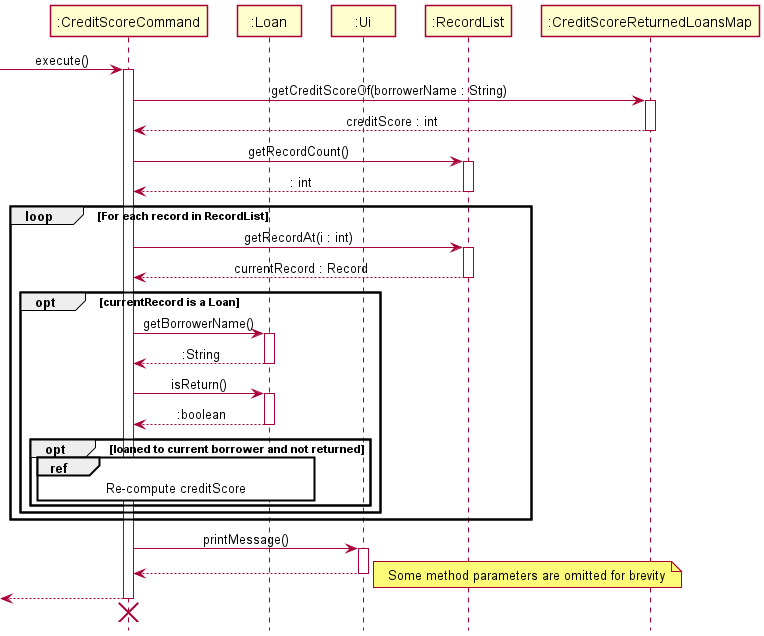 :CreditScoreCommand
:Loan
:Ui
:RecordList
:CreditScoreReturnedLoansMap
execute()
getCreditScoreOf(borrowerName : String)
creditScore : int
getRecordCount()
: int
loop [For each record in RecordList]
getRecordAt(i : int)
currentRecord : Record
opt [currentRecord is a Loan]
getBorrowerName()
:String
isReturn()
:boolean
opt [loaned to current borrower and not returned]
ref
Re-compute creditScore
printMessage()
Some method parameters are omitted for brevity